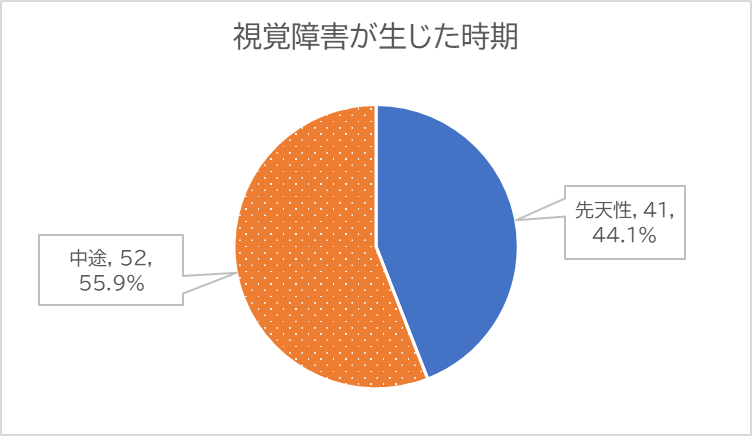 視覚障害が生じた時期
先天性, 41,
44.1%
中途, 52,
55.9%